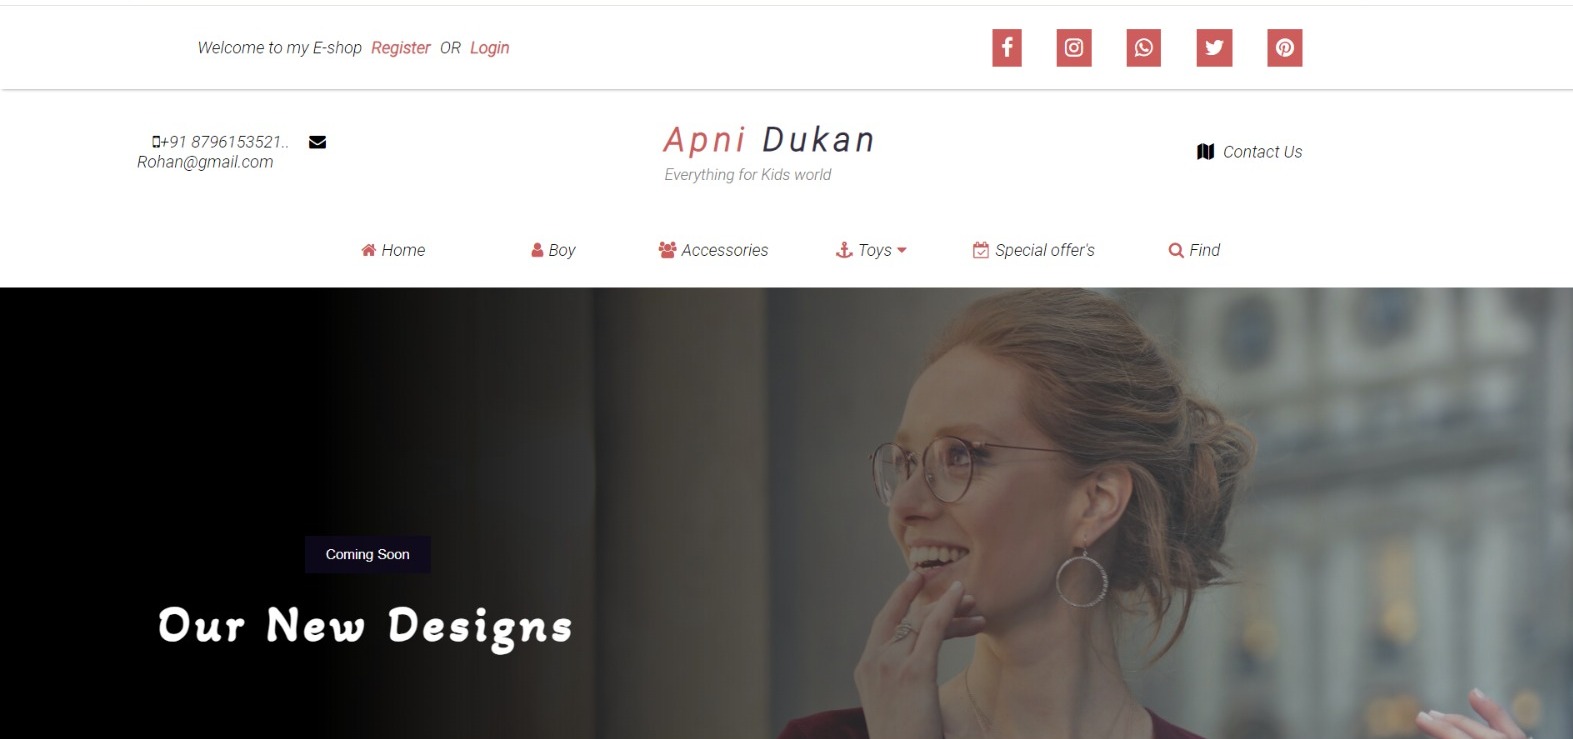 Welcome to my E-shop Register OR Login
+91 8796153521..
Rohan@gmail.com
Apni Dukan
Everything for Kids world
Contact Us
Home Boy Accessories Toys Special offer's Find
Coming Soon
Our New Designs